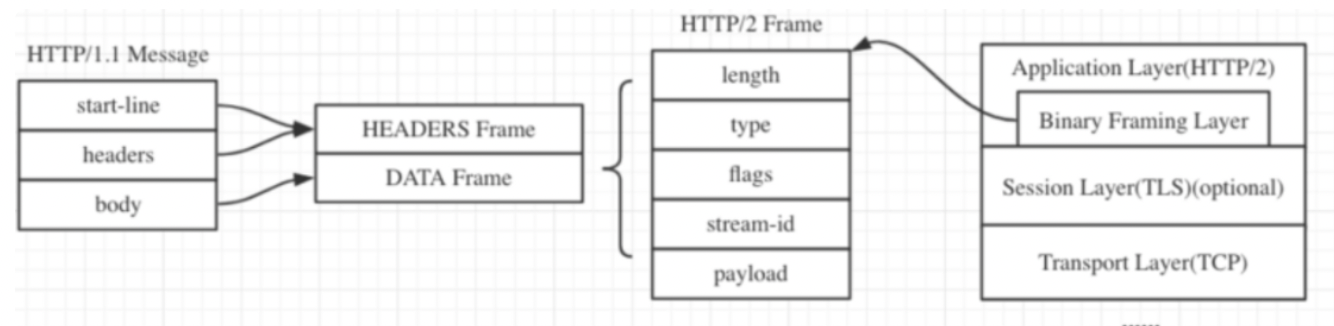 HTTP/1.1 Message
start-line
headers
body
HEADERS Frame
DATA Frame
HTTP/2 Frame
length
type
flags
stream-id
payload
Application Layer(HTTP/2)
Binary Framing Layer
Session Layer(TLS)(optional)
Transport Layer(TCP)